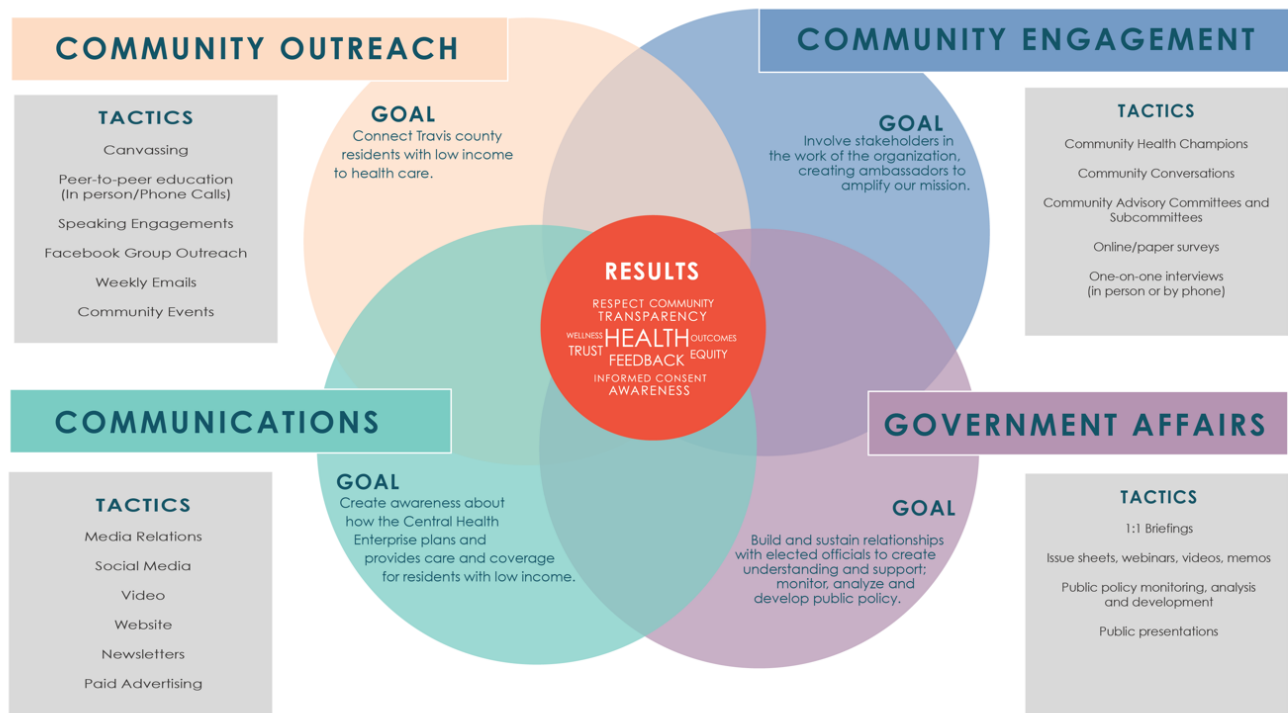 COMMUNITY OUTREACH
TACTICS
Canvassing
Peer-to-peer education
(In person/Phone Calls)
Speaking Engagements
Facebook Group Outreach
Weekly Emails
Community Events
GOAL
Connect Travis county
residents with low income
to health care.
COMMUNITY ENGAGEMENT
GOAL
Involve stakeholders in
the work of the organization,
creating ambassadors to
amplify our mission.
TACTICS
Community Health Champions
Community Conversations
Community Advisory Committees and
Subcommittees
Online/paper surveys
One-on-one interviews
(in person or by phone)
RESULTS
RESPECT COMMUNITY
TRANSPARENCY
WELLNESS HEALTH OUTCOMES
TRUST FEEDBACK EQUITY
INFORMED CONSENT
AWARENESS
COMMUNICATIONS
TACTICS
Media Relations
Social Media
Video
Website
Newsletters
Paid Advertising
GOAL
Create awareness about
how the Central Health
Enterprise plans and
provides care and coverage
for residents with low income.
GOVERNMENT AFFAIRS
GOAL
Build and sustain relationships
with elected officials to create
understanding and support;
monitor, analyze and
develop public policy.
TACTICS
1:1 Briefings
Issue sheets, webinars, videos, memos
Public policy monitoring, analysis
and development
Public presentations